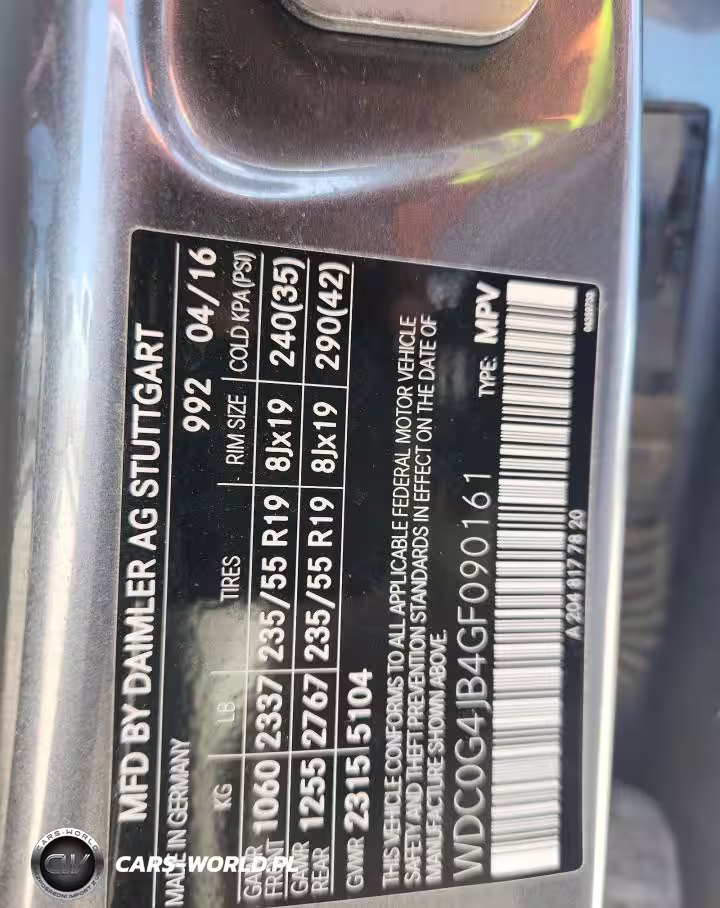 MFD BY DAIMLER AG STUTTGART
MADE IN GERMANY 992 04/16
KG LB TIRES RIM SIZE COLD KPA(PSI)
GAWR FRONT 1060 2337 235/55 R19 8Jx19 240(35)
GAWR REAR 1255 2767 235/55 R19 8Jx19 290(42)
GVWR 2315 5104
THIS VEHICLE CONFORMS TO ALL APPLICABLE FEDERAL MOTOR VEHICLE
SAFETY AND THEFT PREVENTION STANDARDS IN EFFECT ON THE DATE OF
MANUFACTURE SHOWN ABOVE.
WDC0G4JB4GF090161 TYPE: MPV
A 204 817 78 20
CARS-WORLD
CW
CARS-WORLD.PL